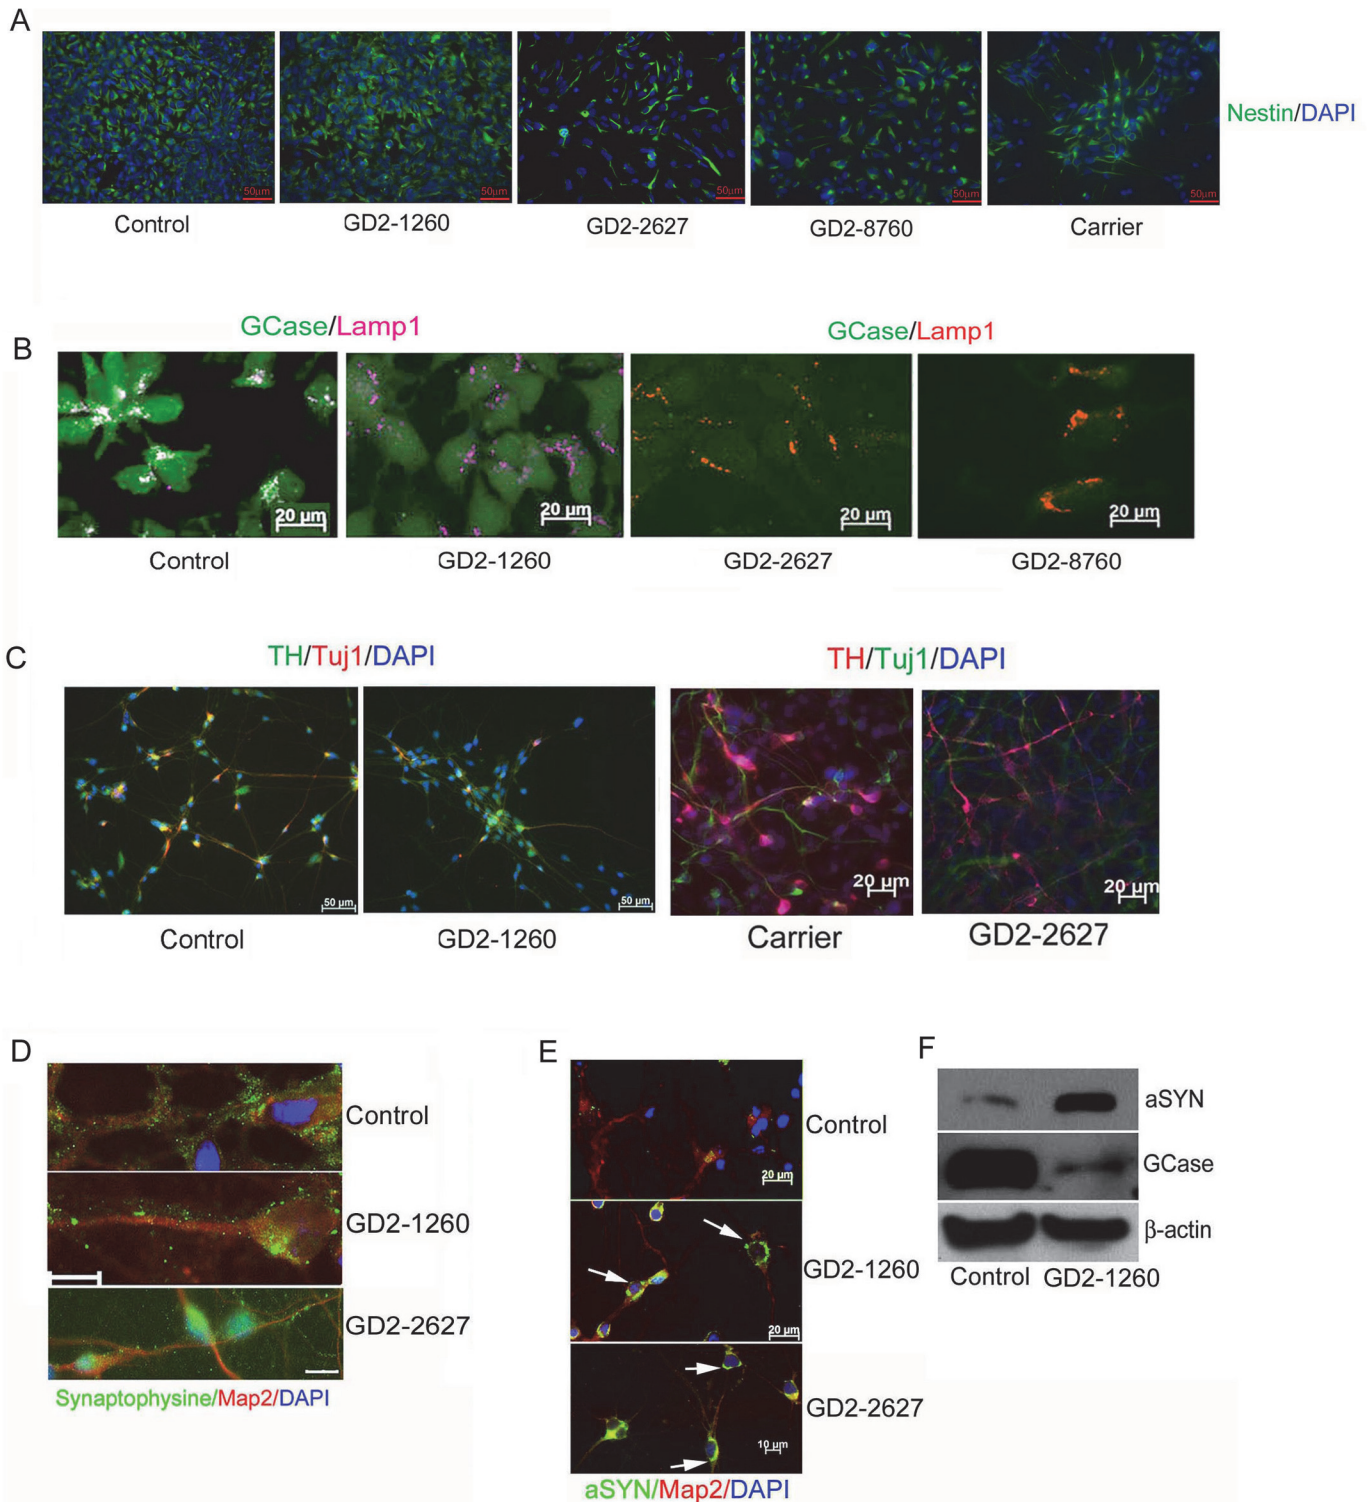 A
50µm 50µm 50µm 50µm 50µm
Nestin/DAPI
Control GD2-1260 GD2-2627 GD2-8760 Carrier
GCase/Lamp1 GCase/Lamp1
B
20 µm 20 µm 20 µm 20 µm
Control GD2-1260 GD2-2627 GD2-8760
C
TH/Tuj1/DAPI TH/Tuj1/DAPI
50 µm 50 µm 20 µm 20 µm
Control GD2-1260 Carrier GD2-2627
D
Control
GD2-1260
GD2-2627
Synaptophysine/Map2/DAPI
E
Control
20 µm
GD2-1260
20 µm
GD2-2627
10 µm
aSYN/Map2/DAPI
F
aSYN
GCase
β-actin
Control GD2-1260